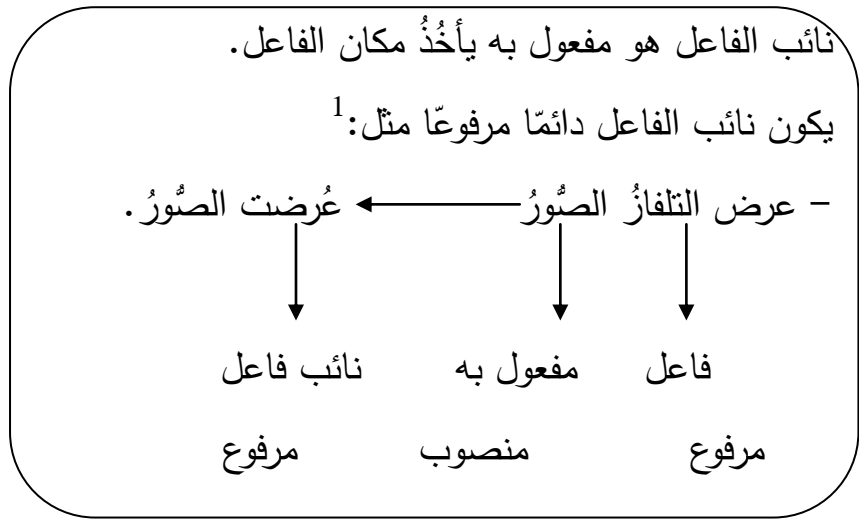 نائب الفاعل هو مفعول به يأخُذُ مكان الفاعل.
يكون نائب الفاعل دائمّا مرفوعّا مثل:1
- عرض التلفازُ الصُّورُ عُرضت الصُّورُ.
فاعل مفعول به نائب فاعل
مرفوع منصوب مرفوع